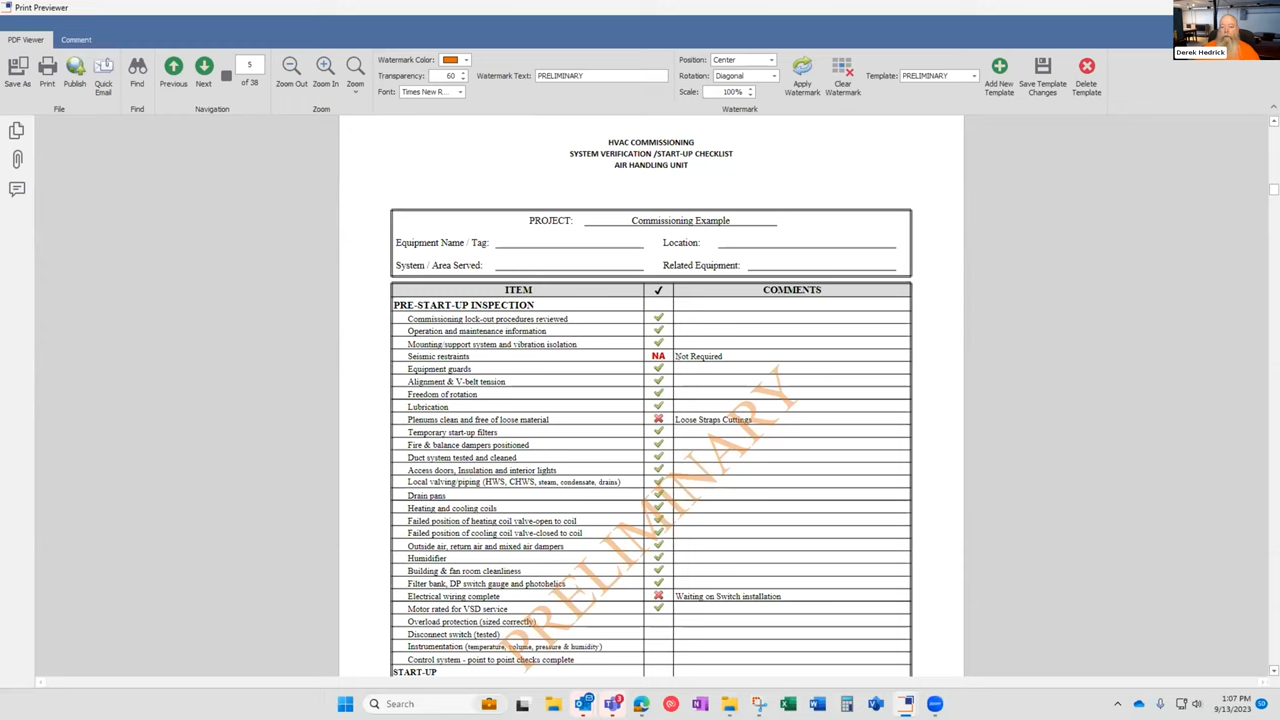 Print Previewer
PDF Viewer Comment
Derek Hedrick
Save As Print Publish Quick Email
File
Find
Find
Previous Next 5 of 38
Navigation
Zoom Out Zoom In Zoom
Zoom
Watermark Color:
Transparency: 60
Font: Times New R...
Watermark Text: PRELIMINARY
Position: Center
Rotation: Diagonal
Scale: 100%
Apply Watermark Clear Watermark
Watermark
Template: PRELIMINARY
Add New Template Save Template Changes Delete Template
HVAC COMMISSIONING
SYSTEM VERIFICATION /START-UP CHECKLIST
AIR HANDLING UNIT
PROJECT: Commissioning Example
Equipment Name / Tag: Location:
System / Area Served: Related Equipment:
ITEM ✓ COMMENTS
PRE-START-UP INSPECTION
Commissioning lock-out procedures reviewed
Operation and maintenance information
Mounting/support system and vibration isolation
Seismic restraints NA Not Required
Equipment guards
Alignment & V-belt tension
Freedom of rotation
Lubrication
Plenums clean and free of loose material Loose Straps Cuttings
Temporary start-up filters
Fire & balance dampers positioned
Duct system tested and cleaned
Access doors, Insulation and interior lights
Local valving/piping (HWS, CHWS, steam, condensate, drains)
Drain pans
Heating and cooling coils
Failed position of heating coil valve-open to coil
Failed position of cooling coil valve-closed to coil
Outside air, return air and mixed air dampers
Humidifier
Building & fan room cleanliness
Filter bank, DP switch gauge and photohelics
Electrical wiring complete Waiting on Switch installation
Motor rated for VSD service
Overload protection (sized correctly)
Disconnect switch (tested)
Instrumentation (temperature, volume, pressure & humidity)
Control system - point to point checks complete
START-UP
PRELIMINARY
Search
1:07 PM
9/13/2023